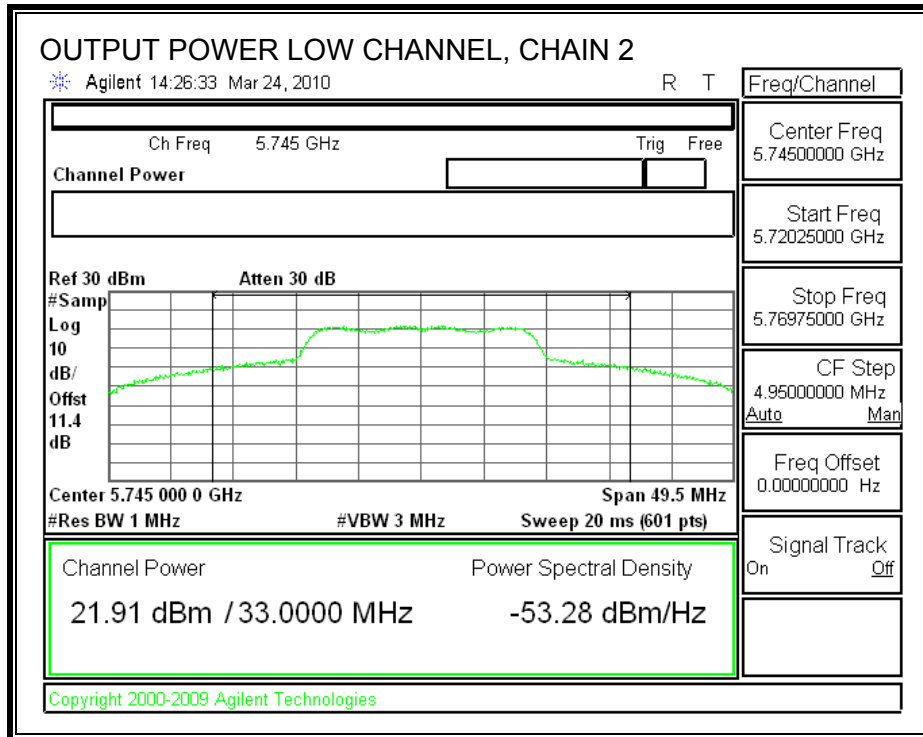 OUTPUT POWER LOW CHANNEL, CHAIN 2
Agilent 14:26:33 Mar 24, 2010 R T
Freq/Channel
Ch Freq 5.745 GHz Trig Free
Channel Power
Center Freq
5.74500000 GHz
Start Freq
5.72025000 GHz
Stop Freq
5.76975000 GHz
CF Step
4.95000000 MHz
Auto Man
Freq Offset
0.00000000 Hz
Signal Track
On Off
Ref 30 dBm Atten 30 dB
#Samp
Log
10
dB/
Offst
11.4
dB
Center 5.745 000 0 GHz Span 49.5 MHz
#Res BW 1 MHz #VBW 3 MHz Sweep 20 ms (601 pts)
Channel Power Power Spectral Density
21.91 dBm / 33.0000 MHz -53.28 dBm/Hz
Copyright 2000-2009 Agilent Technologies